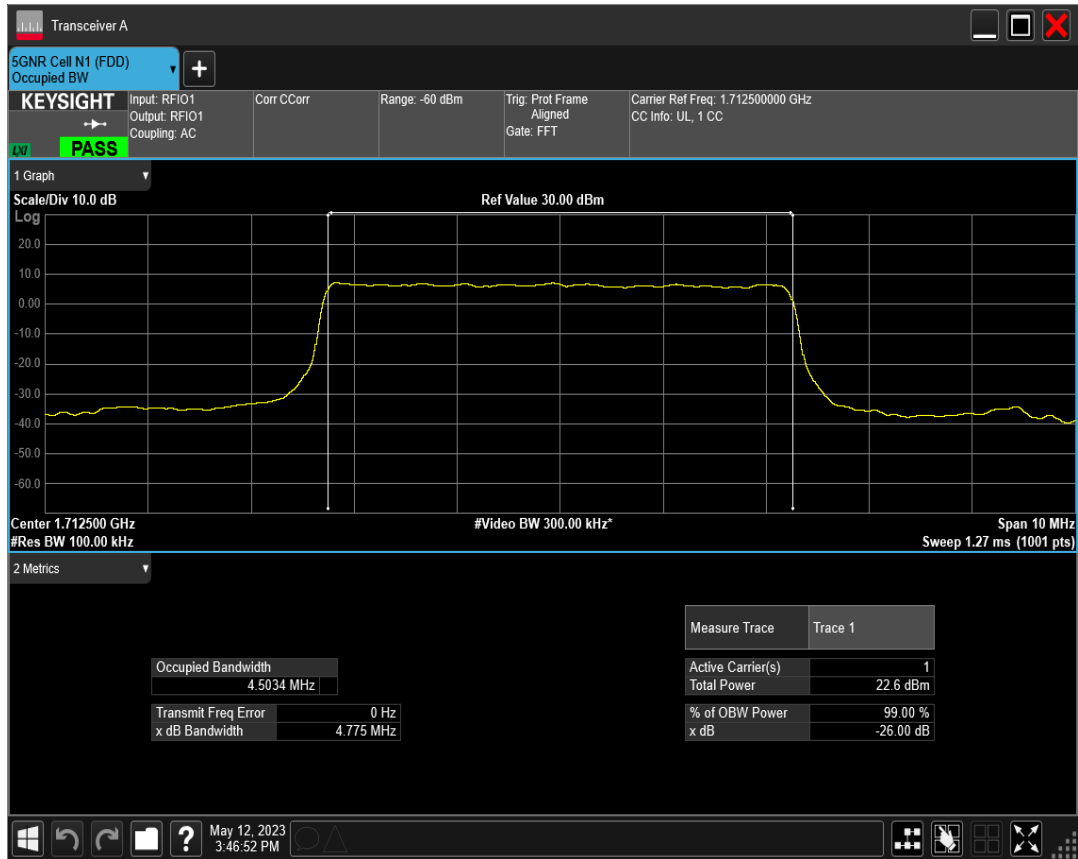 Transceiver A
5GNR Cell N1 (FDD)
Occupied BW
+
KEYSIGHT
LXI
PASS
Input: RFIO1
Output: RFIO1
Coupling: AC
Corr CCorr
Range: -60 dBm
Trig: Prot Frame
Aligned
Gate: FFT
Carrier Ref Freq: 1.712500000 GHz
CC Info: UL, 1 CC
1 Graph
Scale/Div 10.0 dB
Ref Value 30.00 dBm
Log
20.0
10.0
0.00
-10.0
-20.0
-30.0
-40.0
-50.0
-60.0
Center 1.712500 GHz
#Video BW 300.00 kHz*
Span 10 MHz
#Res BW 100.00 kHz
Sweep 1.27 ms (1001 pts)
2 Metrics
Measure Trace Trace 1
Occupied Bandwidth
4.5034 MHz
Active Carrier(s) 1
Total Power 22.6 dBm
Transmit Freq Error 0 Hz
x dB Bandwidth 4.775 MHz
% of OBW Power 99.00 %
x dB -26.00 dB
?
May 12, 2023
3:46:52 PM